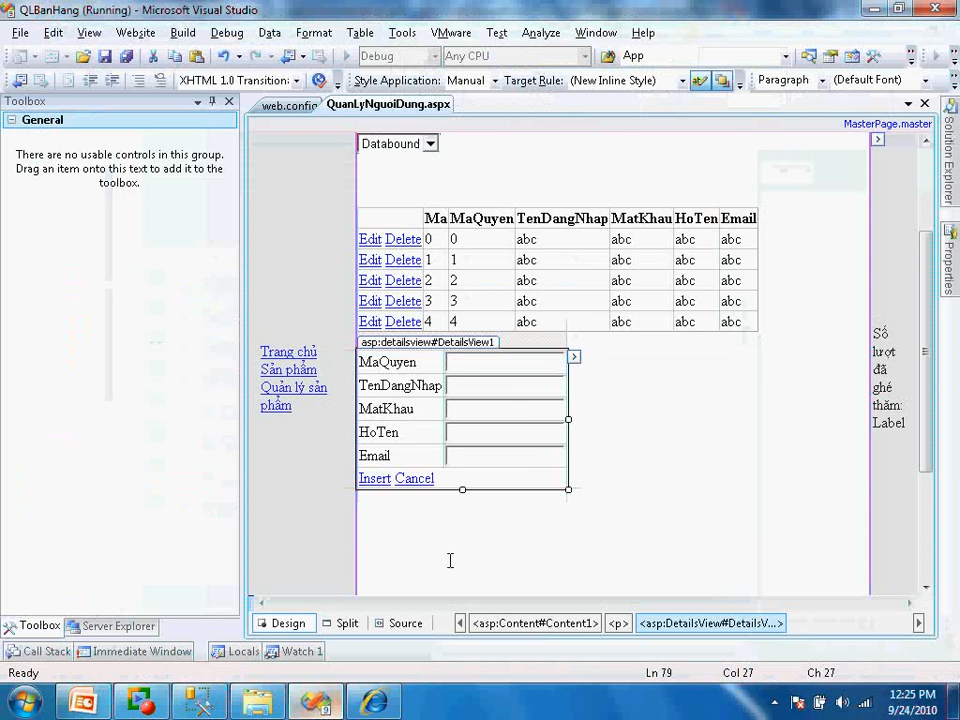 QLBanHang (Running) - Microsoft Visual Studio
File Edit View Website Build Debug Data Format Table Tools VMware Test Analyze Window Help
Debug Any CPU App
XHTML 1.0 Transition: Style Application: Manual Target Rule: (New Inline Style) Paragraph (Default Font)
Toolbox
General
There are no usable controls in this group.
Drag an item onto this text to add it to the
toolbox.
web.config QuanLyNguoiDung.aspx
MasterPage.master
Databound
Ma MaQuyen TenDangNhap MatKhau HoTen Email
Edit Delete 0 0 abc abc abc abc
Edit Delete 1 1 abc abc abc abc
Edit Delete 2 2 abc abc abc abc
Edit Delete 3 3 abc abc abc abc
Edit Delete 4 4 abc abc abc abc
asp:detailsview#DetailsView1
MaQuyen
TenDangNhap
MatKhau
HoTen
Email
Insert Cancel
Trang chủ
Sản phẩm
Quản lý sản
phẩm
Số
lượt
đã
ghé
thăm:
Label
Solution Explorer
Properties
Toolbox Server Explorer
Design Split Source <asp:Content#Content1> <p> <asp:DetailsView#DetailsV...>
Call Stack Immediate Window Locals Watch 1
Ready Ln 79 Col 27 Ch 27
12:25 PM
9/24/2010